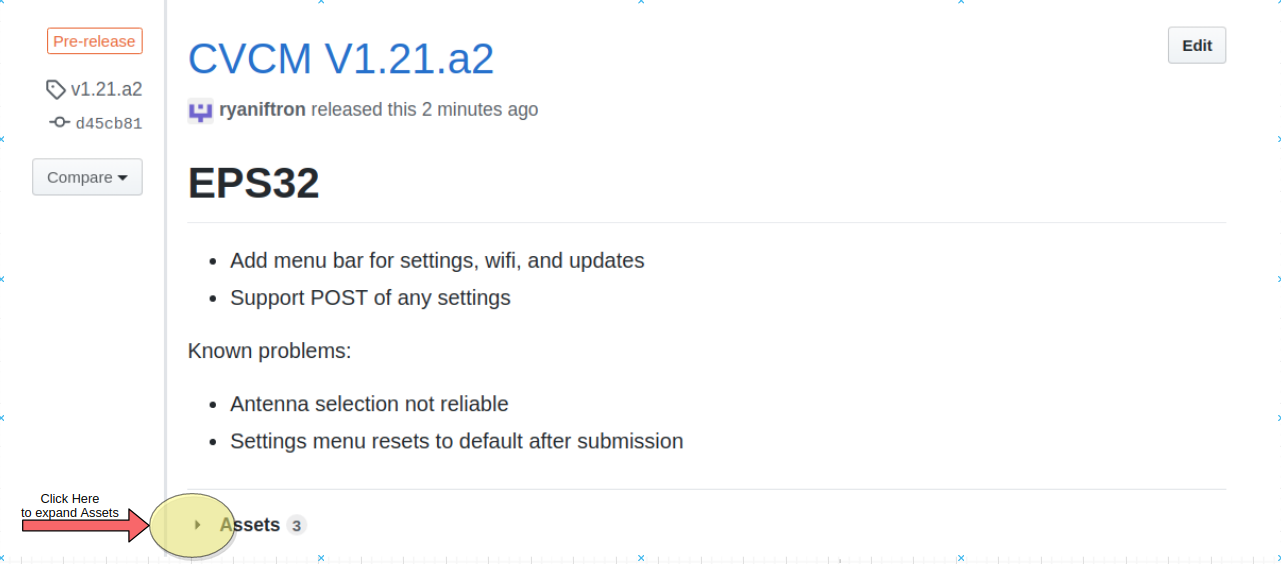 Pre-release
v1.21.a2
d45cb81
Compare
CVCM V1.21.a2
Edit
ryaniftron released this 2 minutes ago
EPS32
Add menu bar for settings, wifi, and updates
Support POST of any settings
Known problems:
Antenna selection not reliable
Settings menu resets to default after submission
Click Here
to expand Assets
Assets 3